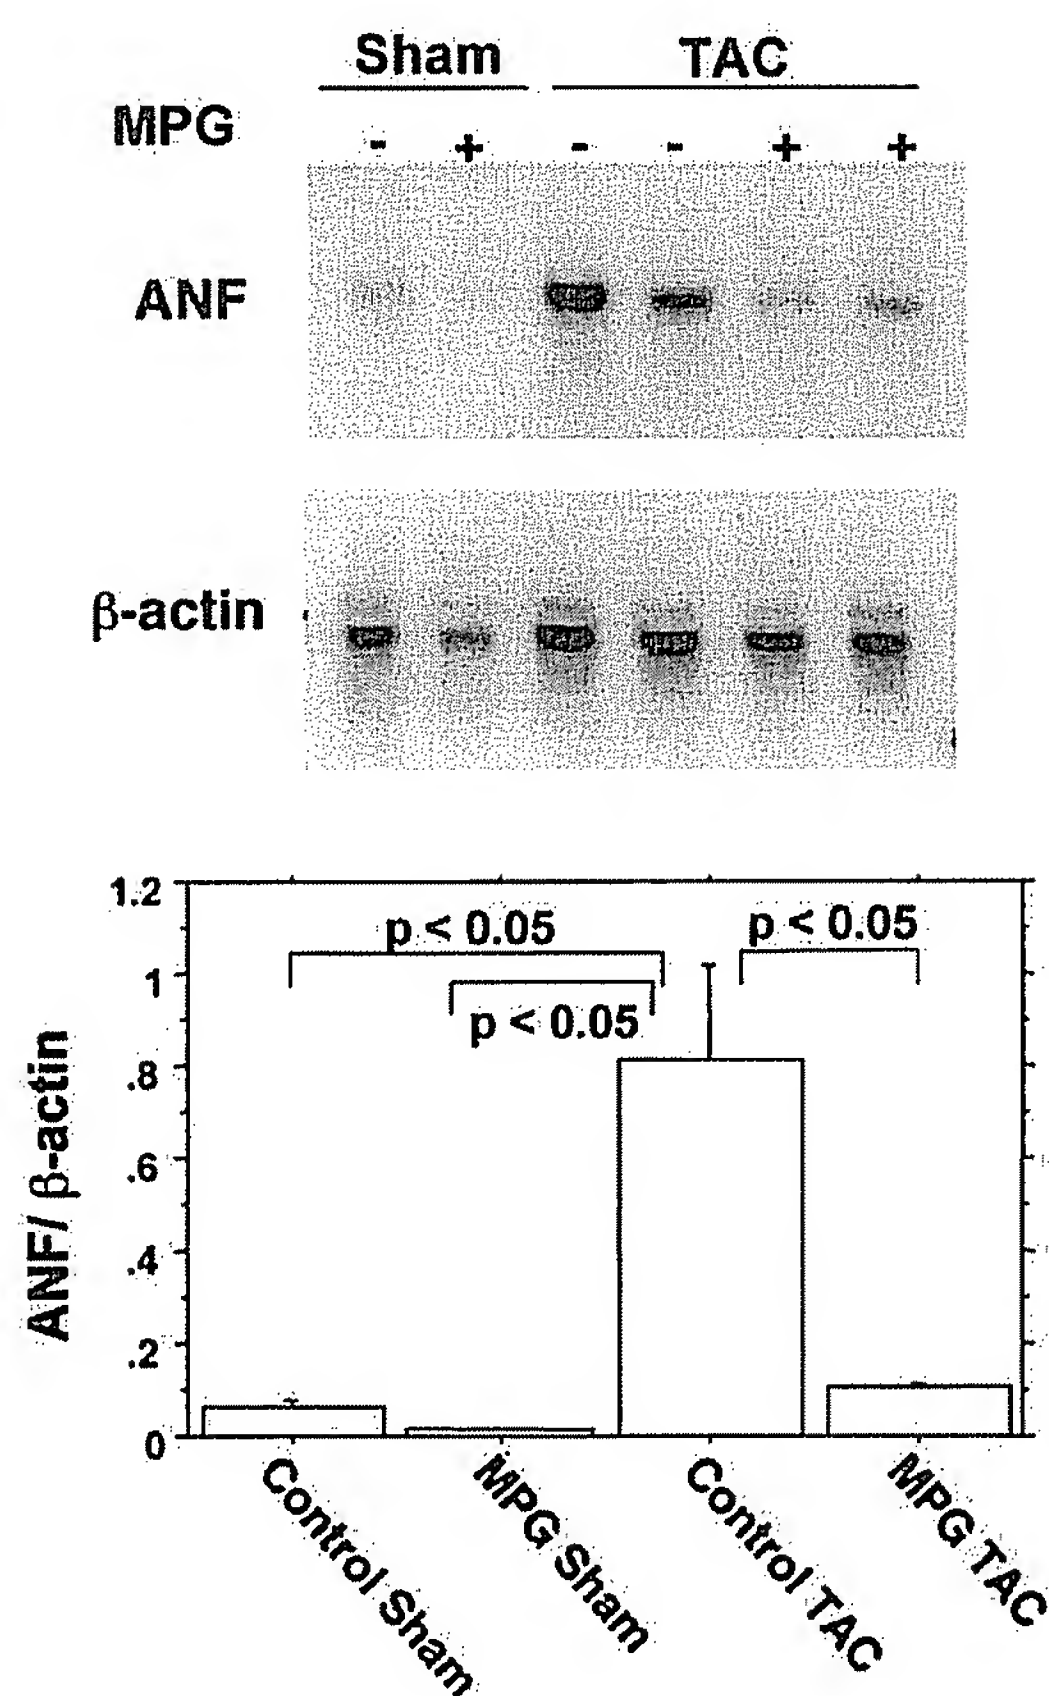 Sham TAC
MPG - + - - + +
ANF
β-actin
1.2
1
.8
.6
.4
.2
0
ANF/ β-actin
p < 0.05
p < 0.05
p < 0.05
Control Sham
MPG Sham
Control TAC
MPG TAC